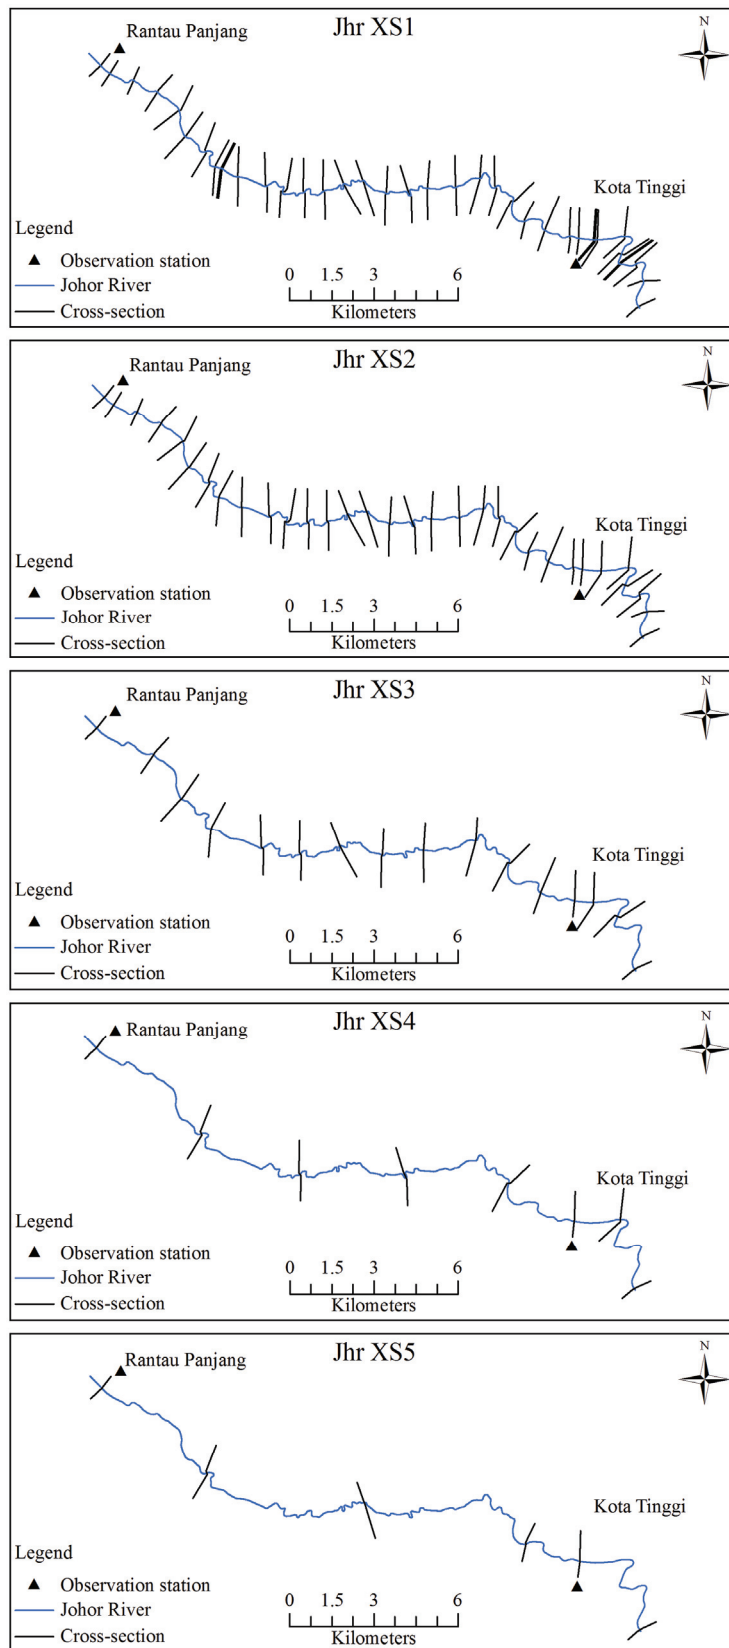 Jhr XS1
Rantau Panjang
N
Kota Tinggi
Legend
Observation station
Johor River
Cross-section
0 1.5 3 6
Kilometers
Jhr XS2
Rantau Panjang
N
Kota Tinggi
Legend
Observation station
Johor River
Cross-section
0 1.5 3 6
Kilometers
Jhr XS3
Rantau Panjang
N
Kota Tinggi
Legend
Observation station
Johor River
Cross-section
0 1.5 3 6
Kilometers
Jhr XS4
Rantau Panjang
N
Kota Tinggi
Legend
Observation station
Johor River
Cross-section
0 1.5 3 6
Kilometers
Jhr XS5
Rantau Panjang
N
Kota Tinggi
Legend
Observation station
Johor River
Cross-section
0 1.5 3 6
Kilometers